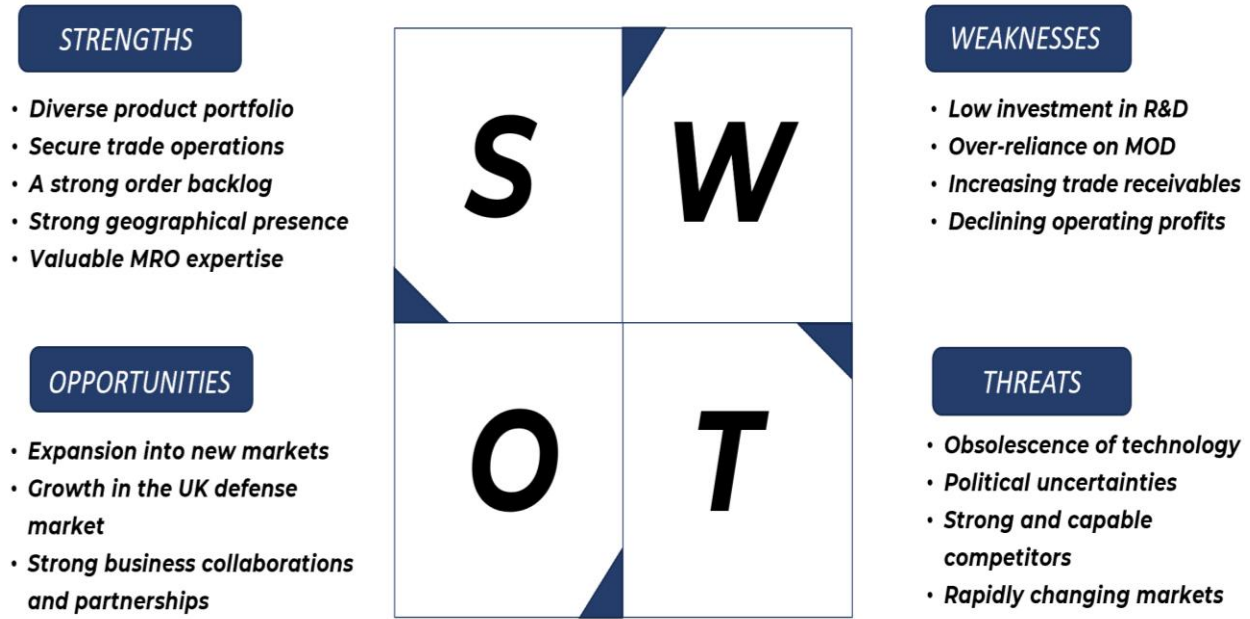 STRENGTHS
• Diverse product portfolio
• Secure trade operations
• A strong order backlog
• Strong geographical presence
• Valuable MRO expertise
S
W
WEAKNESSES
• Low investment in R&D
• Over-reliance on MOD
• Increasing trade receivables
• Declining operating profits
OPPORTUNITIES
• Expansion into new markets
• Growth in the UK defense
market
• Strong business collaborations
and partnerships
O
T
THREATS
• Obsolescence of technology
• Political uncertainties
• Strong and capable
competitors
• Rapidly changing markets